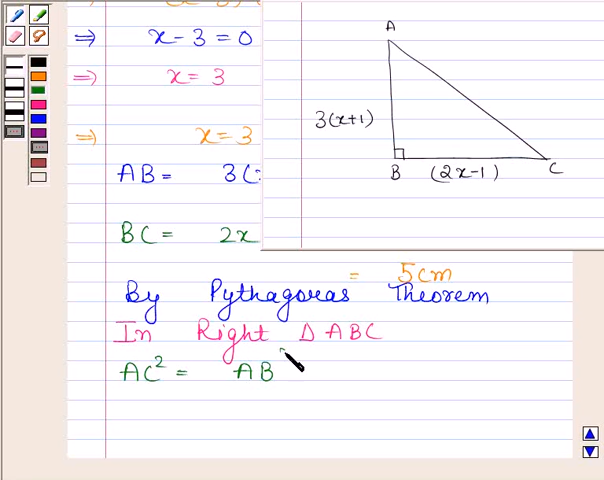 ⇒ x - 3 = 0
⇒ x = 3
⇒ x = 3
AB = 3(
BC = 2x
= 5cm
By Pythagoras Theorem
In Right Δ ABC
AC² = AB
A
3(x+1)
B (2x-1) C